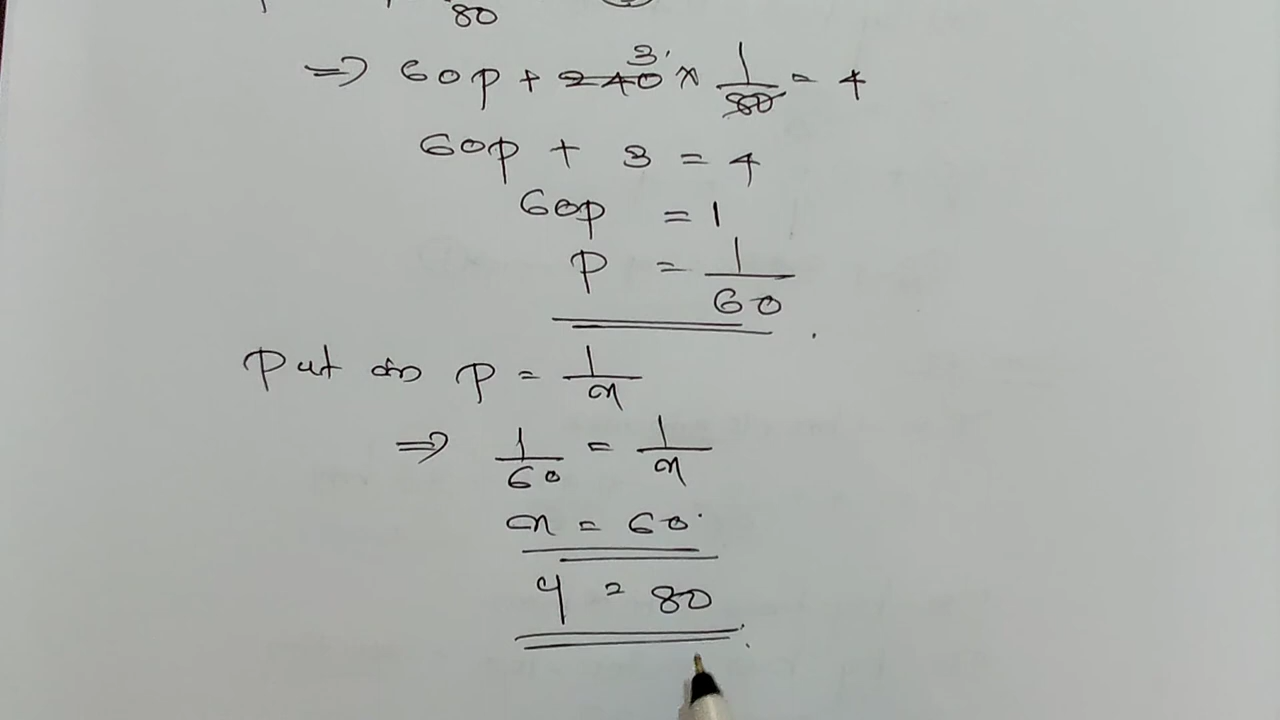 80
⇒ 60p + 240 3 × 1/80 = 4
60p + 3 = 4
60p = 1
p = 1/60
Put in p = 1/x
⇒ 1/60 = 1/x
x = 60
y = 80